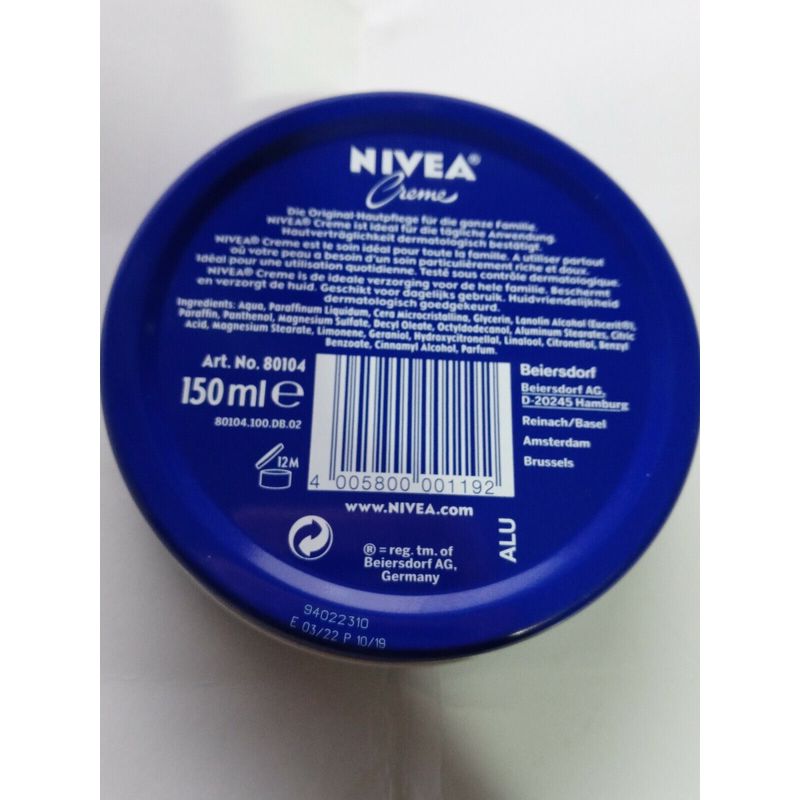 NIVEA®
Creme
Die Original-Hautpflege für die ganze Familie.
NIVEA® Creme ist ideal für die tägliche Anwendung.
Hautverträglichkeit dermatologisch bestätigt.
NIVEA® Creme est le soin idéal pour toute la famille. A utiliser partout
où votre peau a besoin d'un soin particulièrement riche et doux.
Idéal pour une utilisation quotidienne. Testé sous contrôle dermatologique.
NIVEA® Creme is de ideale verzorging voor de hele familie. Beschermt
en verzorgt de huid. Geschikt voor dagelijks gebruik. Huidvriendelijkheid
dermatologisch goedgekeurd.
Ingredients: Aqua, Paraffinum Liquidum, Cera Microcristallina, Glycerin, Lanolin Alcohol (Eucerit®),
Paraffin, Panthenol, Magnesium Sulfate, Decyl Oleate, Octyldodecanol, Aluminum Stearates, Citric
Acid, Magnesium Stearate, Limonene, Geraniol, Hydroxycitronellal, Linalool, Citronellol, Benzyl
Benzoate, Cinnamyl Alcohol, Parfum.
Art. No. 80104
150 ml e
80104.100.DB.02
12M
4 005800 001192
Beiersdorf
Beiersdorf AG,
D-20245 Hamburg
Reinach/Basel
Amsterdam
Brussels
www.NIVEA.com
® = reg. tm. of
Beiersdorf AG,
Germany
ALU
94022310
E 03/22 P 10/19